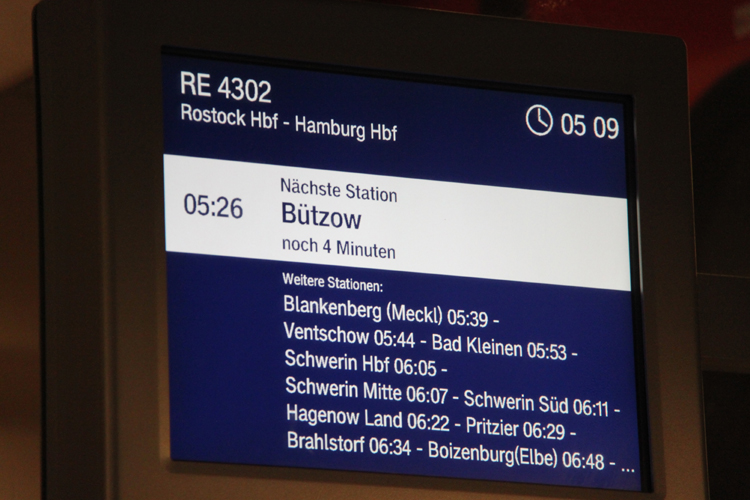 RE 4302
Rostock Hbf - Hamburg Hbf
05 09
05:26
Nächste Station
Bützow
noch 4 Minuten
Weitere Stationen:
Blankenberg (Meckl) 05:39 -
Ventschow 05:44 - Bad Kleinen 05:53 -
Schwerin Hbf 06:05 -
Schwerin Mitte 06:07 - Schwerin Süd 06:11 -
Hagenow Land 06:22 - Pritzier 06:29 -
Brahlstorf 06:34 - Boizenburg(Elbe) 06:48 - ...